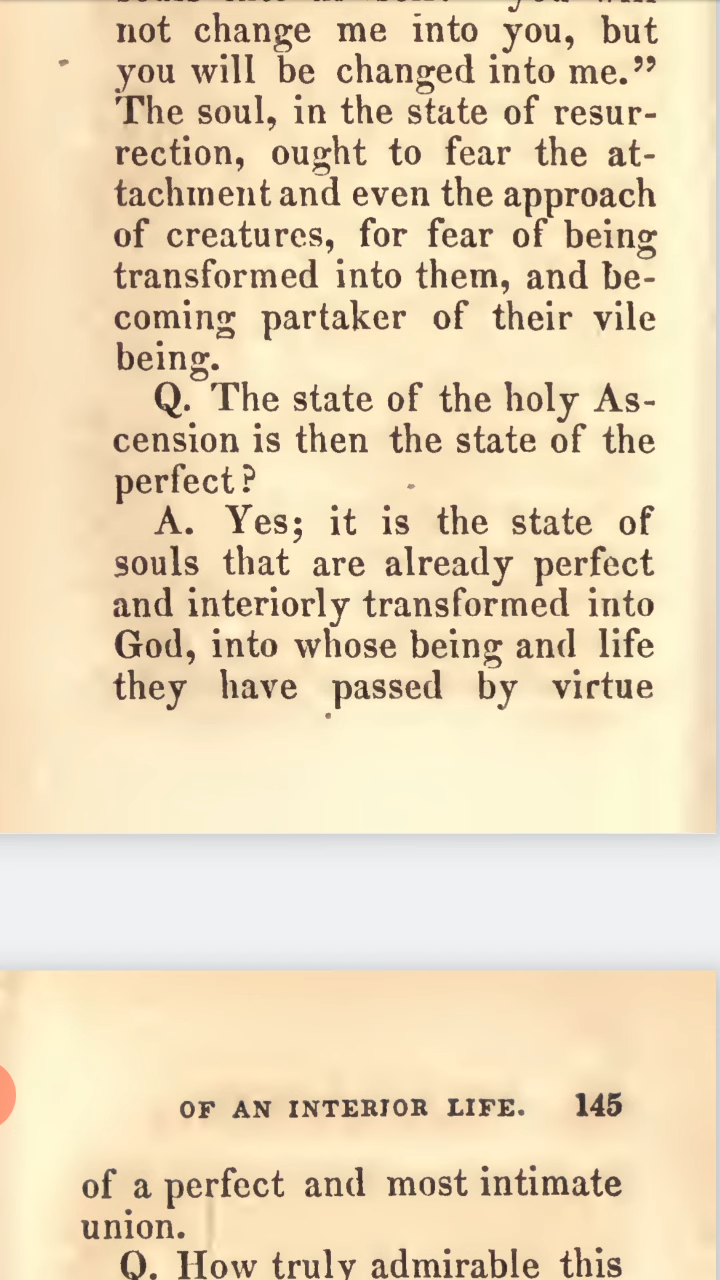 not change me into you, but
you will be changed into me.”
The soul, in the state of resur-
rection, ought to fear the at-
tachment and even the approach
of creatures, for fear of being
transformed into them, and be-
coming partaker of their vile
being.
Q. The state of the holy As-
cension is then the state of the
perfect?
A. Yes; it is the state of
souls that are already perfect
and interiorly transformed into
God, into whose being and life
they have passed by virtue
OF AN INTERIOR LIFE. 145
of a perfect and most intimate
union.
Q. How truly admirable this